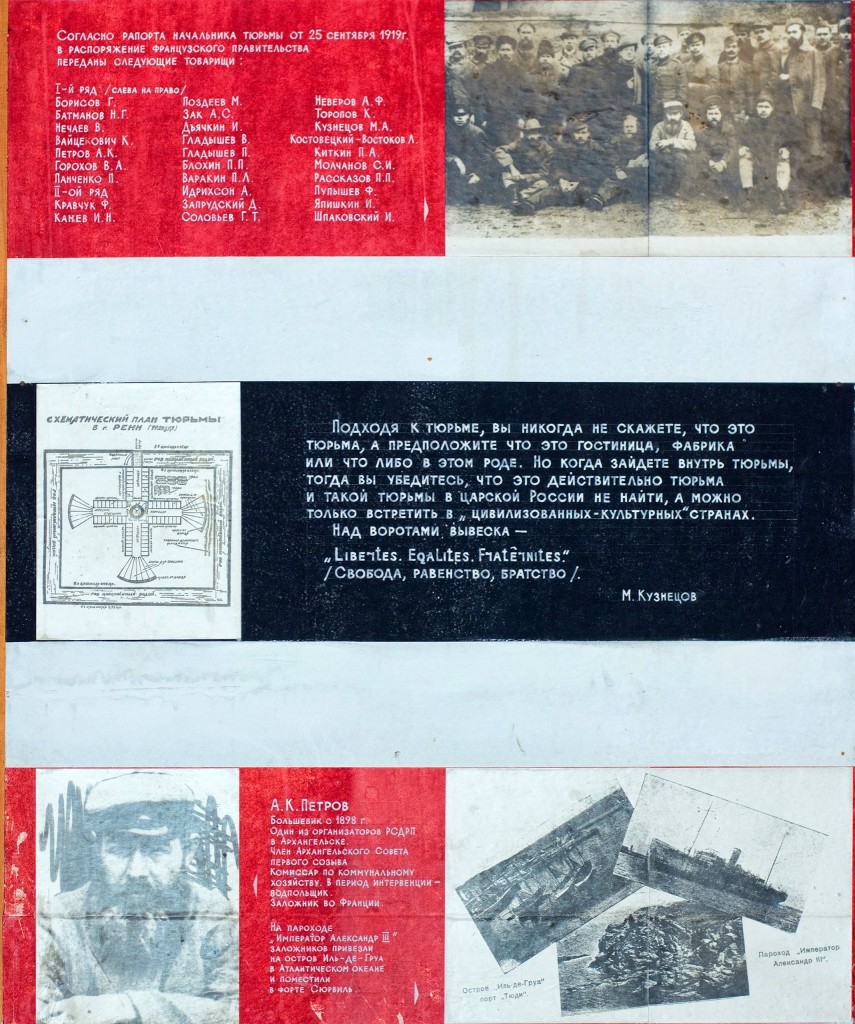 Согласно рапорта начальника тюрьмы от 25 сентября 1919г.
в распоряжение французского правительства
переданы следующие товарищи :
I-й ряд /слева на право/
Борисов Г.
Батманов Н.Г.
Нечаев В.
Вайцекович К.
Петров А.К.
Горохов В.А.
Панченко П.
II-ой ряд
Кравчук Ф.
Канев И.Н.
Поздеев М.
Зак А.С.
Дьячкин И.
Гладышев В.
Гладышев П.
Блохин П.П.
Варакин П.Л
Идрихсон А.
Запрудский Д.
Соловьев Г.Т.
Неверов А.Ф.
Торопов К.
Кузнецов М.А.
Костовецкий-Востоков Л.
Киткин П.А.
Молчанов С.И.
Рассказов П.П.
Пупышев Ф.
Япишкин И.
Шпаковский И.
Схематический план тюрьмы
в г. Ренн
Подходя к тюрьме, вы никогда не скажете, что это
тюрьма, а предположите что это гостиница, фабрика
или что либо в этом роде. Но когда зайдете внутрь тюрьмы,
тогда вы убедитесь, что это действительно тюрьма
и такой тюрьмы в царской России не найти, а можно
только встретить в „цивилизованных-культурных" странах.
Над воротами вывеска —
„Libertes. Egalites. Fraternites."
/Свобода, равенство, братство/.
М. Кузнецов
А.К.Петров
Большевик с 1898 г.
Один из организаторов РСДРП
в Архангельске.
Член Архангельского Совета
первого созыва
Комиссар по коммунальному
хозяйству. В период интервенции —
подпольщик.
Заложник во Франции.
На пароходе
„Император Александр III"
заложников привезли
на остров Иль-де-Груа
в Атлантическом океане
и поместили
в форте Сюрвиль.
Остров „Иль-де-Груа"
порт „Тюди".
Пароход „Император
Александр III".